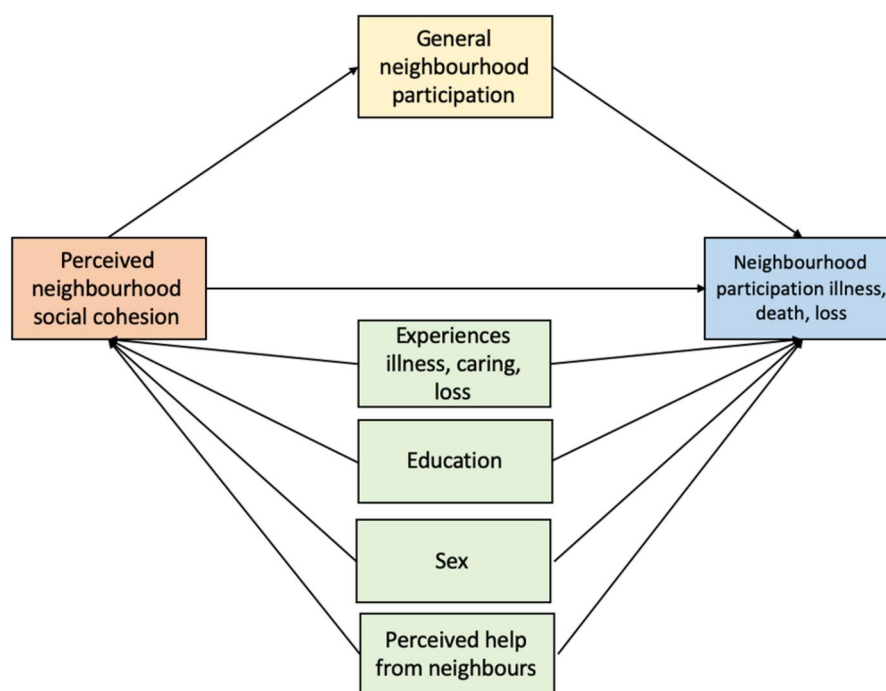 General
neighbourhood
participation
Perceived
neighbourhood
social cohesion
Neighbourhood
participation illness,
death, loss
Experiences
illness, caring,
loss
Education
Sex
Perceived help
from neighbours